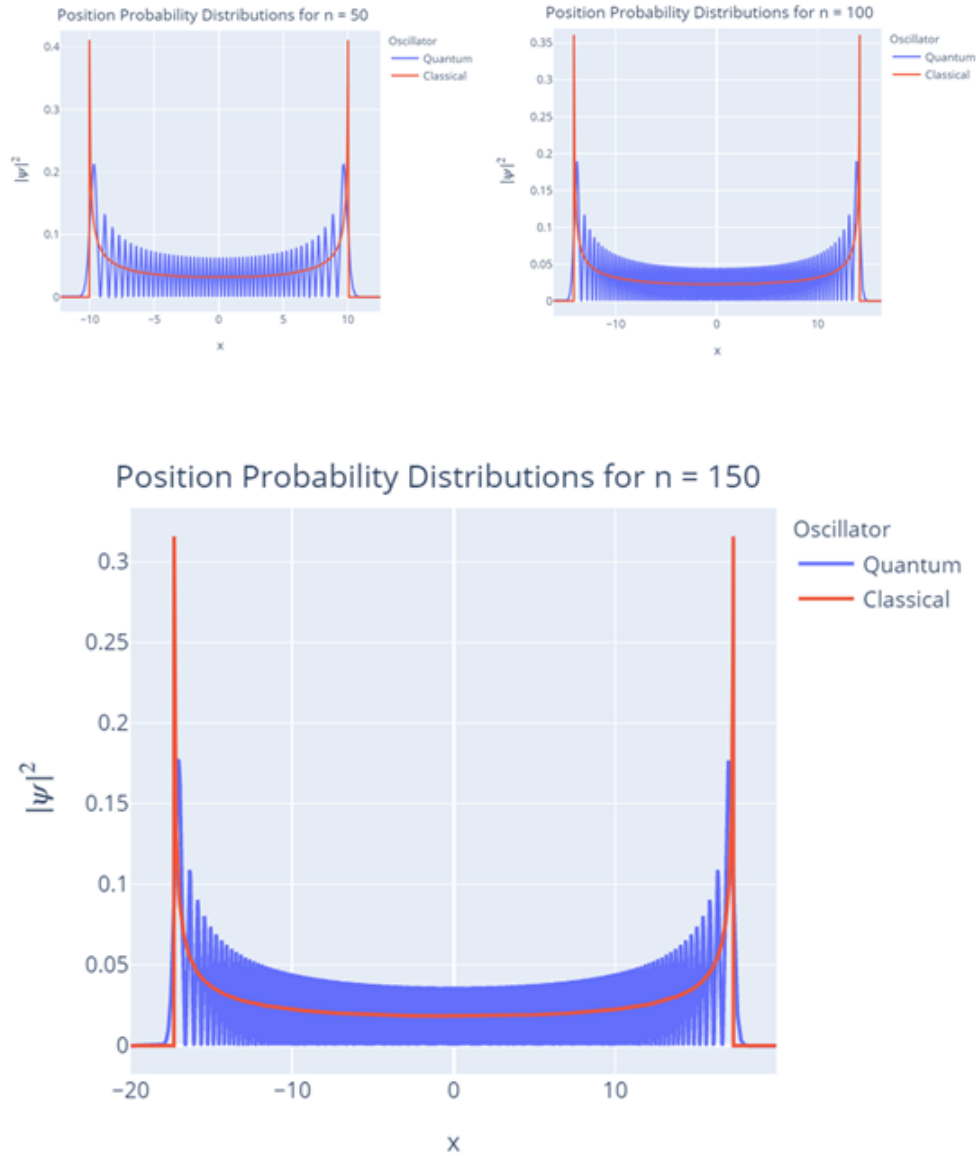 Position Probability Distributions for n = 50
Oscillator
Quantum
Classical
|ψ|²
0.4
0.3
0.2
0.1
0
−10 −5 0 5 10
x
Position Probability Distributions for n = 100
Oscillator
Quantum
Classical
|ψ|²
0.35
0.3
0.25
0.2
0.15
0.1
0.05
0
−10 0 10
x
Position Probability Distributions for n = 150
Oscillator
Quantum
Classical
|ψ|²
0.3
0.25
0.2
0.15
0.1
0.05
0
−20 −10 0 10
x